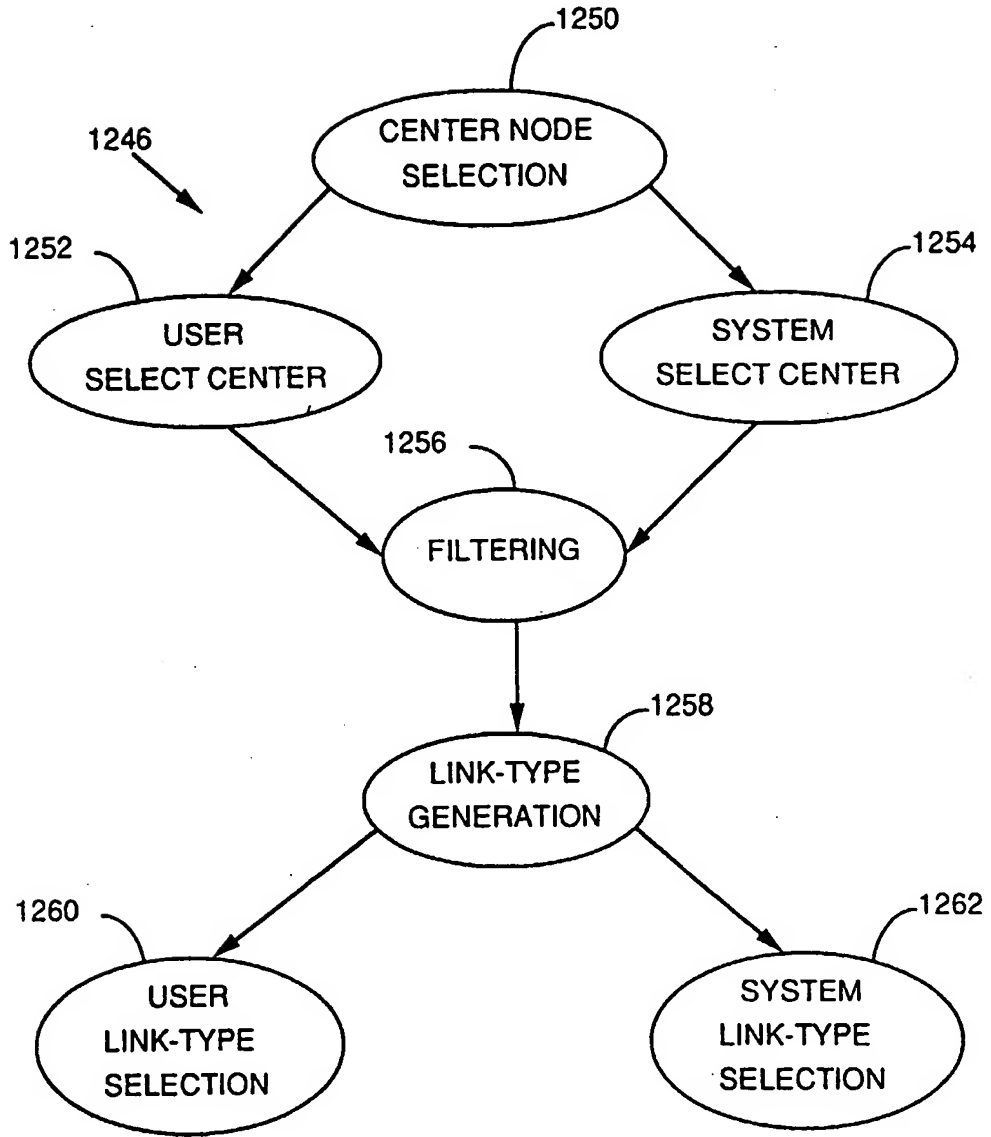 1250
CENTER NODE
SELECTION
1246
1252
1254
USER
SELECT CENTER
SYSTEM
SELECT CENTER
1256
FILTERING
1258
LINK-TYPE
GENERATION
1260
1262
USER
LINK-TYPE
SELECTION
SYSTEM
LINK-TYPE
SELECTION